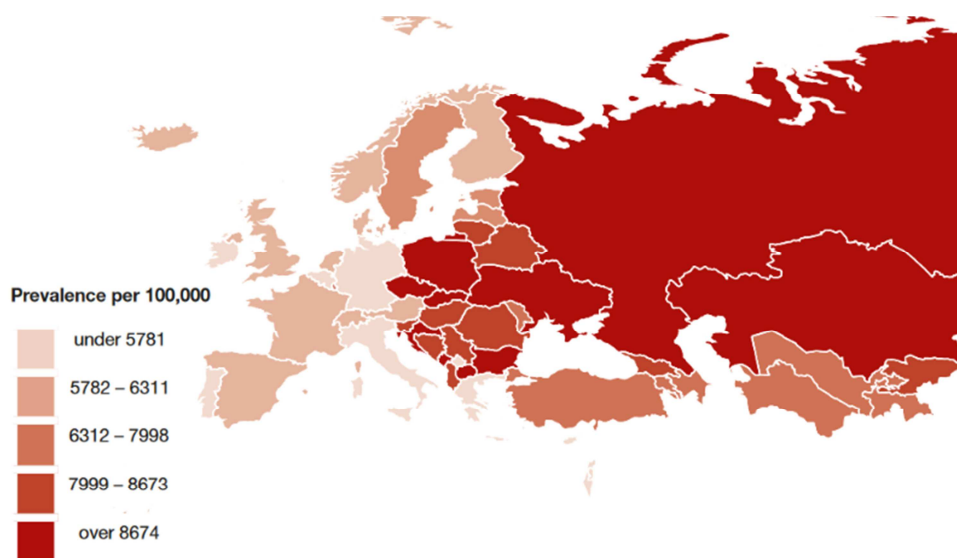 Prevalence per 100,000
under 5781
5782 – 6311
6312 – 7998
7999 – 8673
over 8674